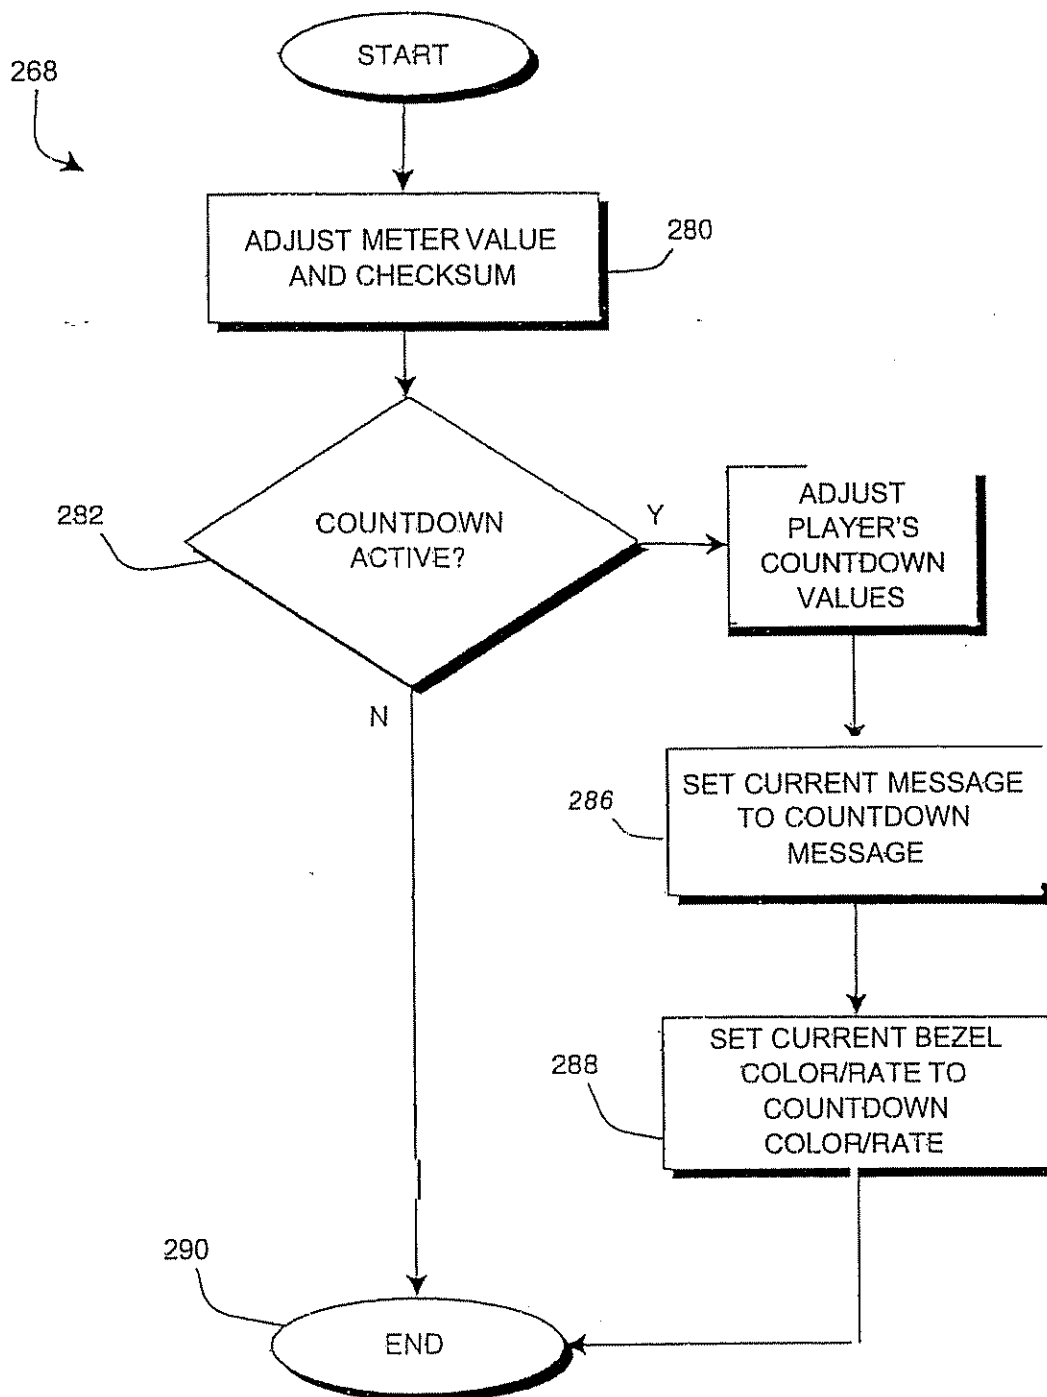 START
268
ADJUST METER VALUE
AND CHECKSUM
280
COUNTDOWN
ACTIVE?
282
Y
N
ADJUST
PLAYER'S
COUNTDOWN
VALUES
SET CURRENT MESSAGE
TO COUNTDOWN
MESSAGE
286
SET CURRENT BEZEL
COLOR/RATE TO
COUNTDOWN
COLOR/RATE
288
290
END